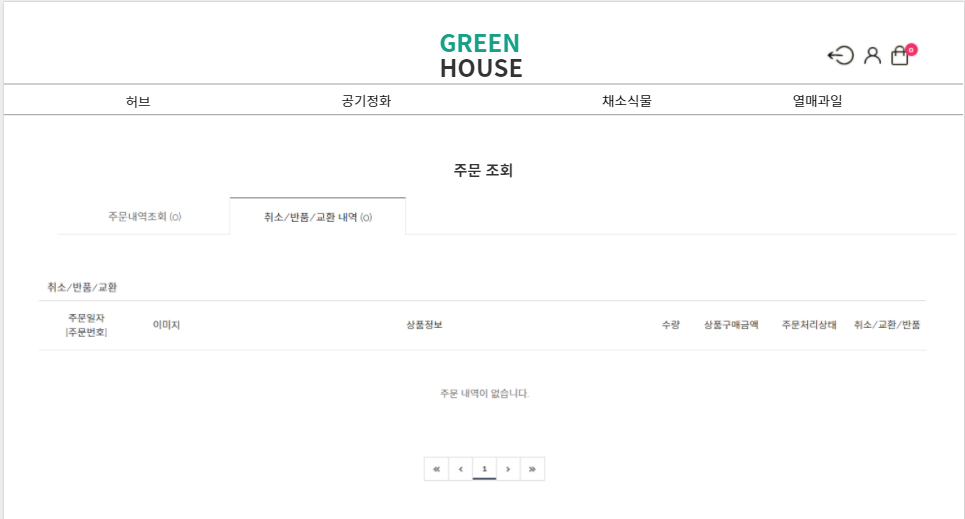 GREEN
HOUSE
0
허브 공기정화 채소식물 열매과일
주문 조회
주문내역조회 (0) 취소/반품/교환 내역 (0)
취소/반품/교환
주문일자
[주문번호] 이미지 상품정보 수량 상품구매금액 주문처리상태 취소/교환/반품
주문 내역이 없습니다.
« ‹ 1 › »